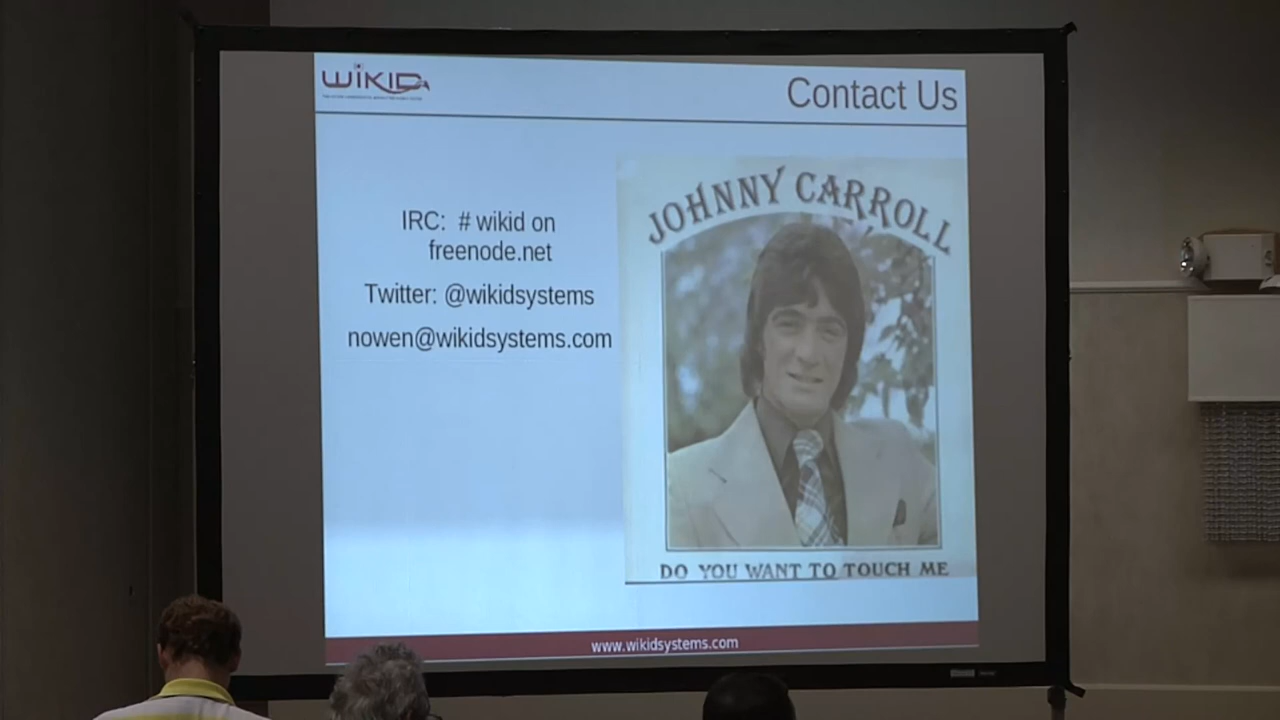 WiKID
Contact Us
IRC: # wikid on
freenode.net
Twitter: @wikidsystems
nowen@wikidsystems.com
JOHNNY CARROLL
DO YOU WANT TO TOUCH ME
www.wikidsystems.com